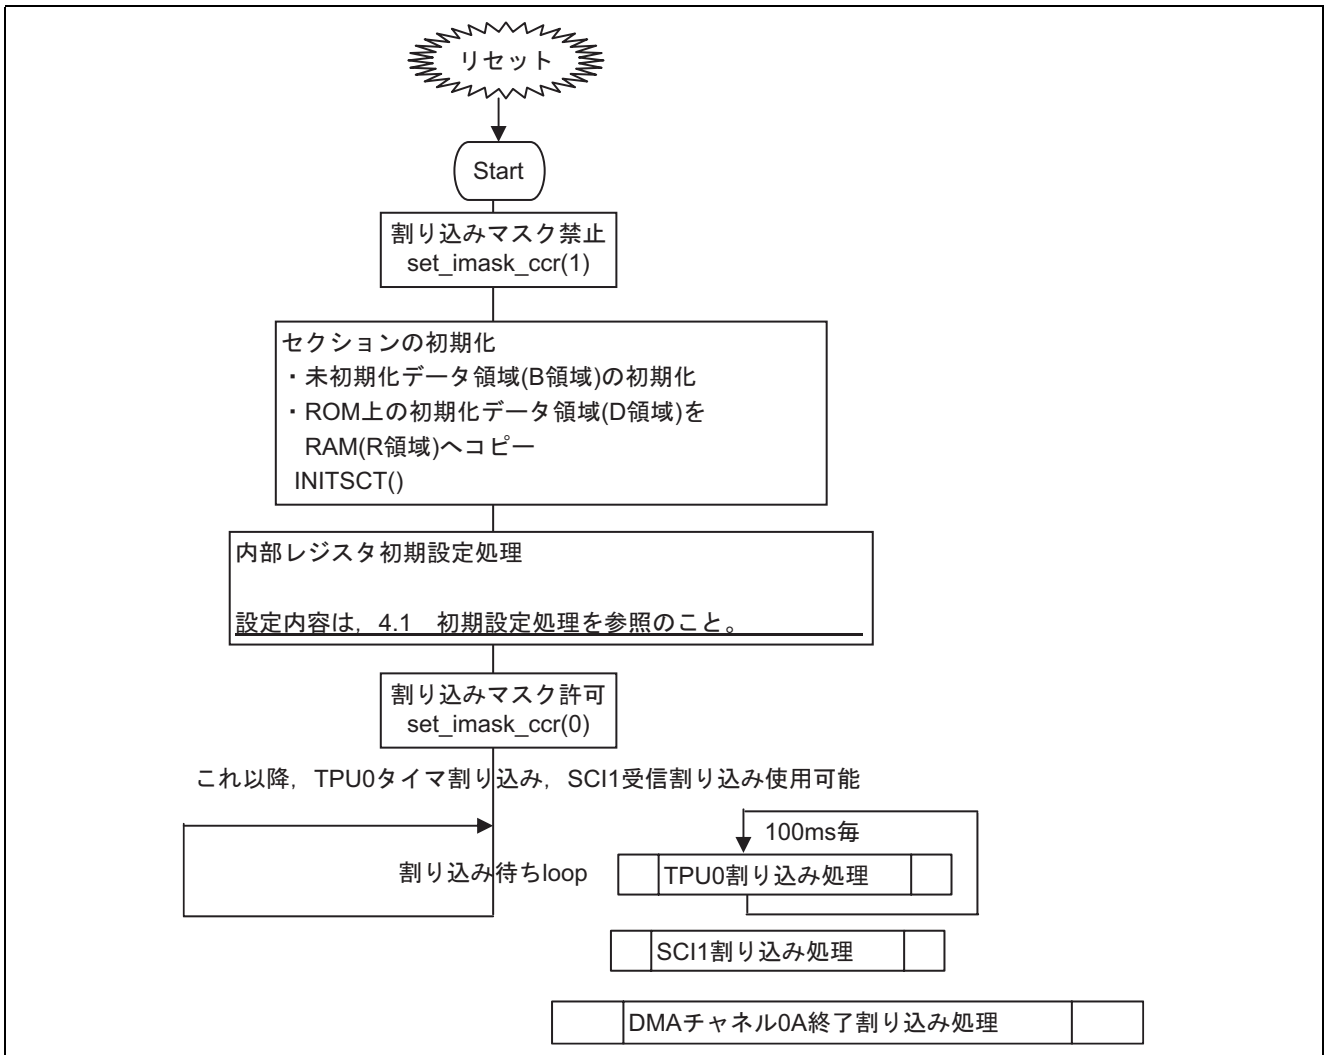 リセット
Start
割り込みマスク禁止
set_imask_ccr(1)
セクションの初期化
・未初期化データ領域(B領域)の初期化
・ROM上の初期化データ領域(D領域)を
RAM(R領域)へコピー
INITSCT()
内部レジスタ初期設定処理
設定内容は，4.1　初期設定処理を参照のこと。
割り込みマスク許可
set_imask_ccr(0)
これ以降，TPU0タイマ割り込み，SCI1受信割り込み使用可能
100ms毎
割り込み待ちloop
TPU0割り込み処理
SCI1割り込み処理
DMAチャネル0A終了割り込み処理